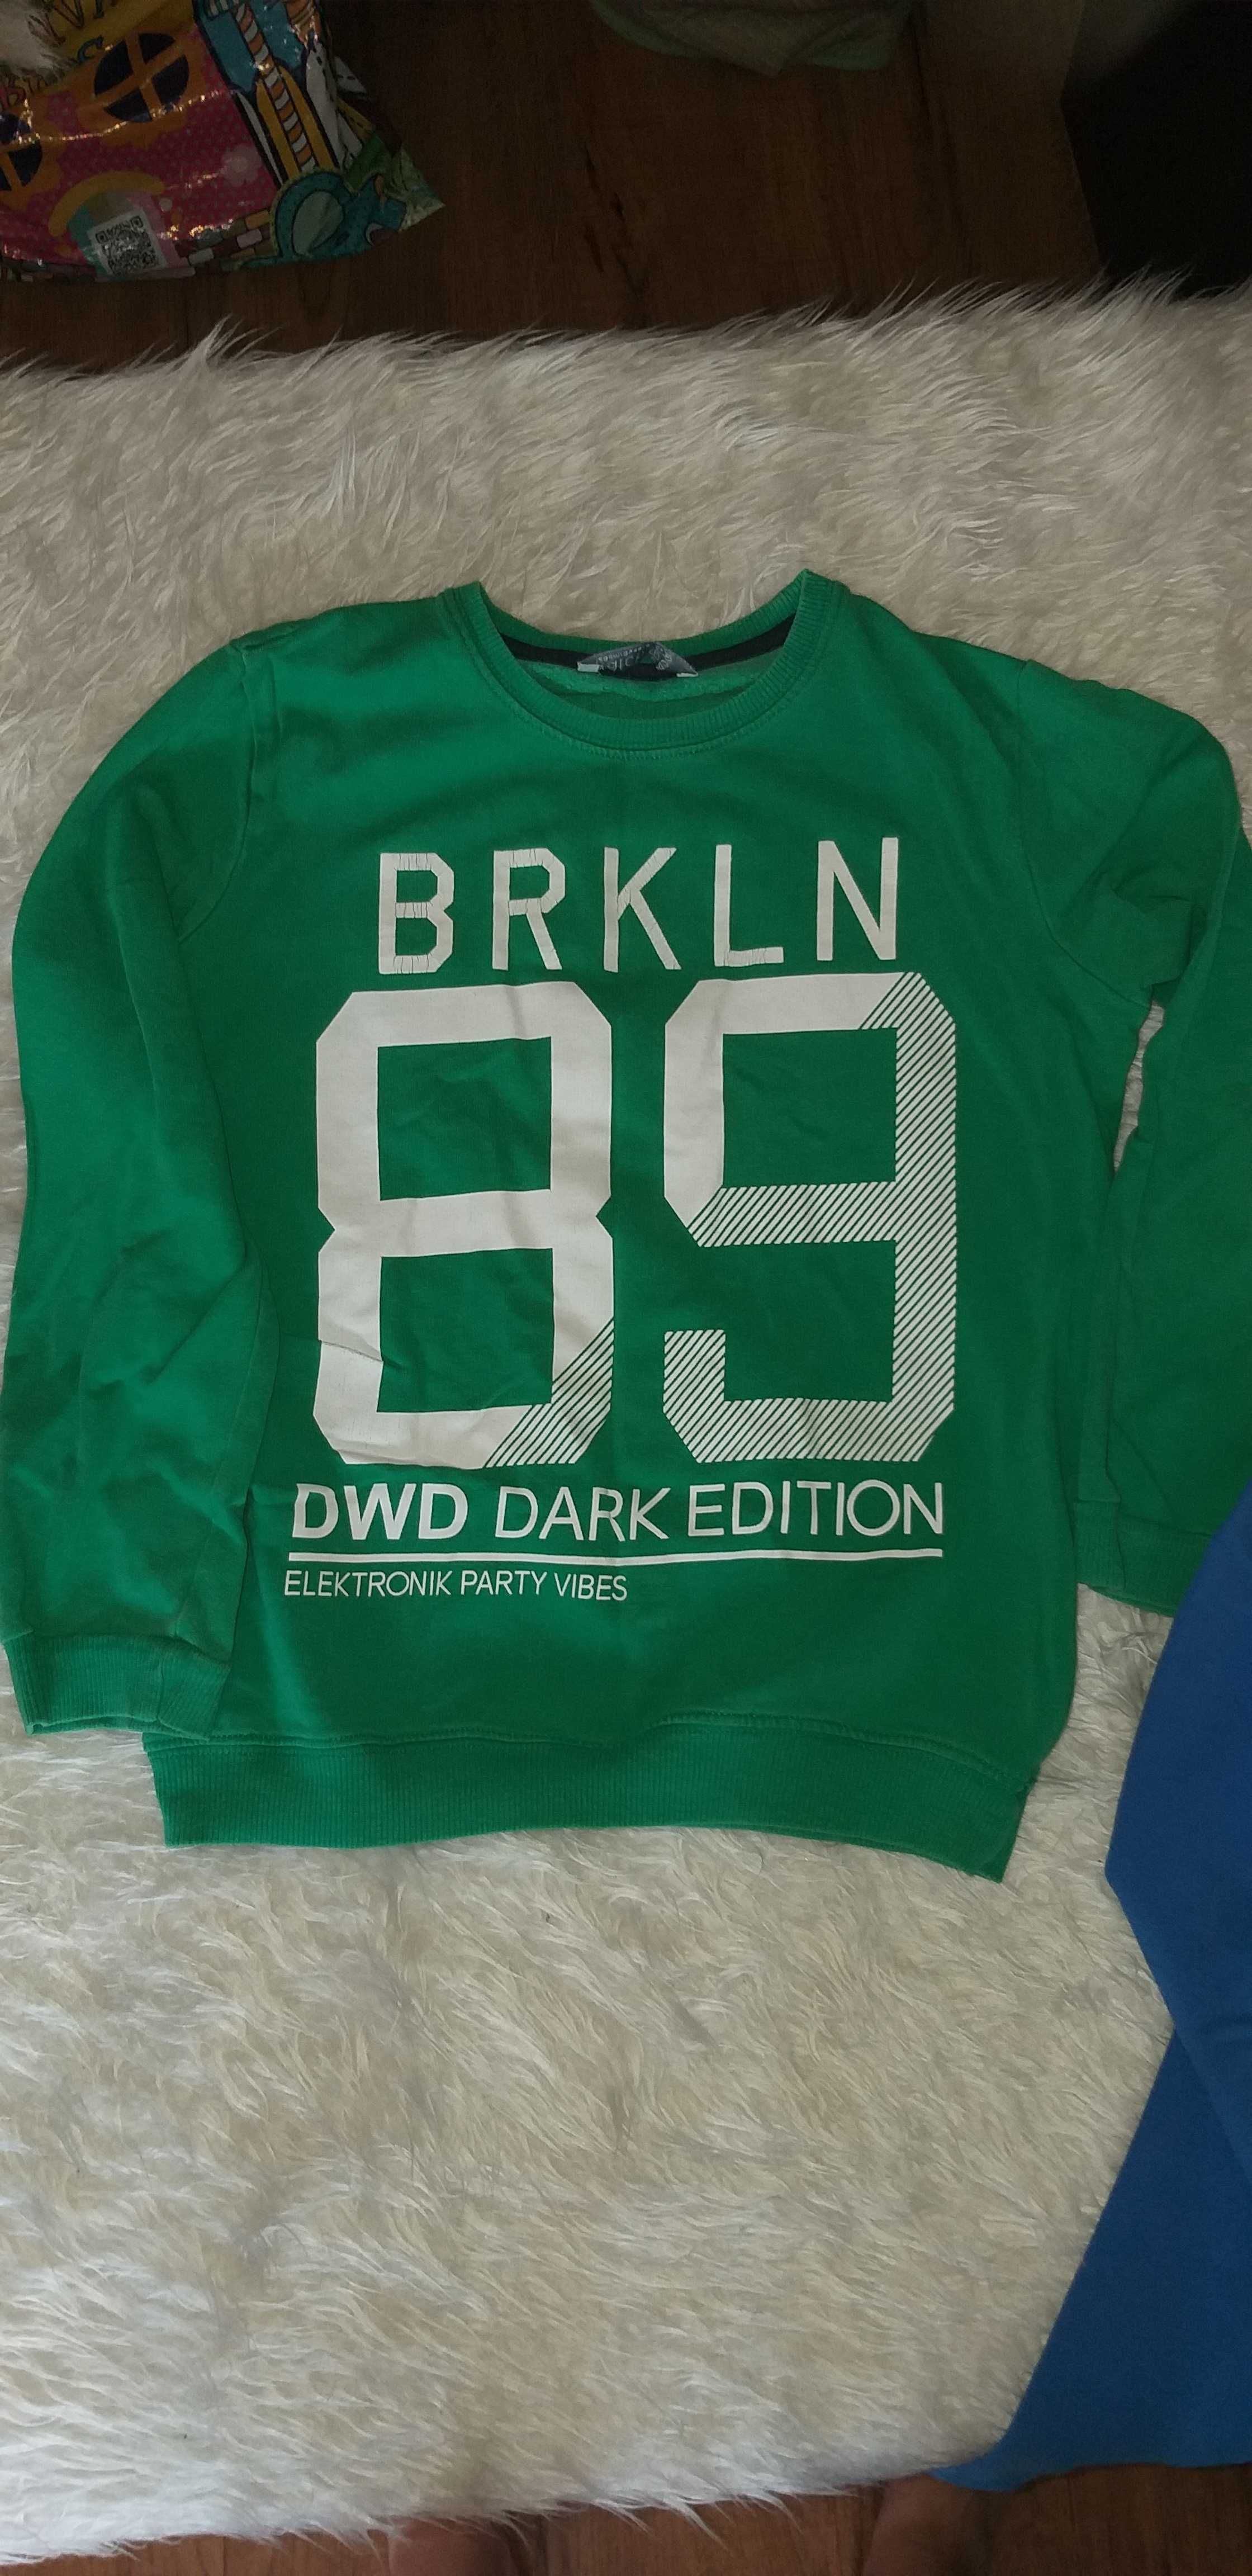 BRKLN
89
DWD DARK EDITION
ELEKTRONIK PARTY VIBES